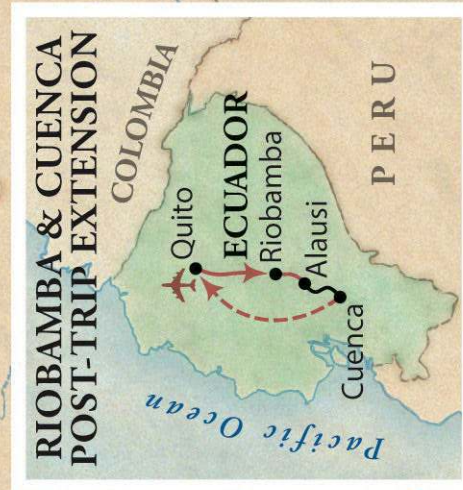 RIOBAMBA & CUENCA
POST-TRIP EXTENSION
COLOMBIA
Quito
ECUADOR
Riobamba
Alausi
Cuenca
PERU
Pacific Ocean